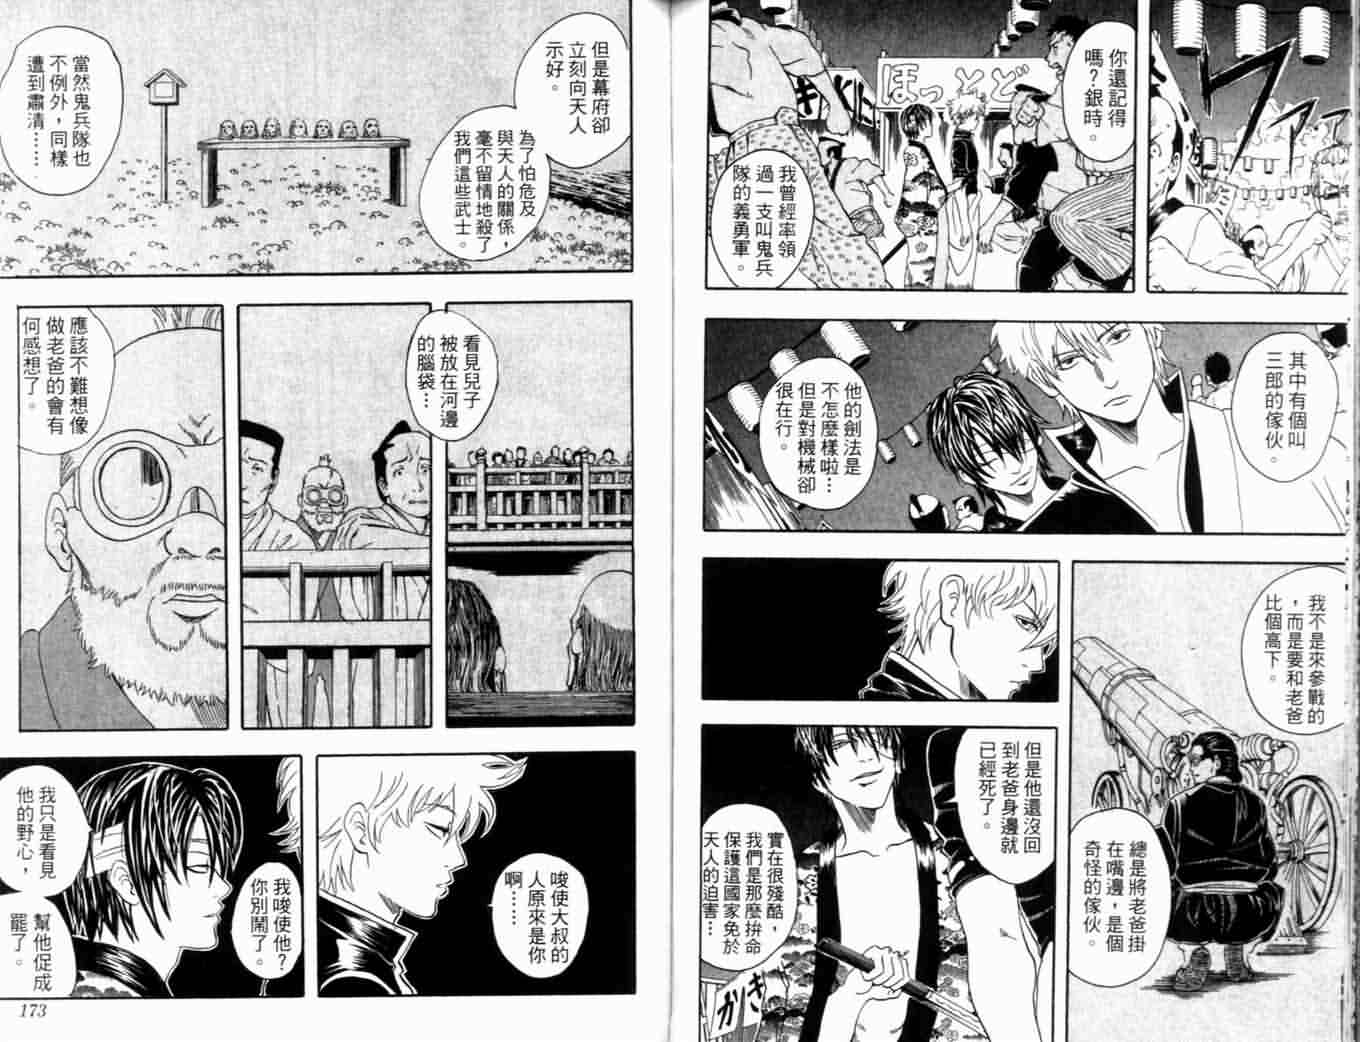 你還記得
嗎?銀時。
我曾經率領
過一支叫鬼兵
隊的義勇軍。
ほっとど
かき
其中有個叫
三郎的傢伙。
他的劍法是
不怎麼樣啦…
但是對機械卻
很在行。
我不是來參戰的
，而是要和老爸
比個高下。
總是將老爸掛
在嘴邊，是個
奇怪的傢伙。
但是他還沒回
到老爸身邊就
已經死了。
實在很殘酷，
我們是那麼拚命
保護這國家免於
天人的迫害…
かき
但是幕府卻
立刻向天人
示好。
為了怕危及
與天人的關係，
毫不留情地殺了
我們這些武士。
當然鬼兵隊也
不例外，同樣
遭到肅清……
看見兒子
被放在河邊
的腦袋…
應該不難想像
做老爸的會有
何感想了。
唆使大叔的
人原來是你
啊……
我唆使他?
你別鬧了。
我只是看見
他的野心，
幫他促成
罷了。
173